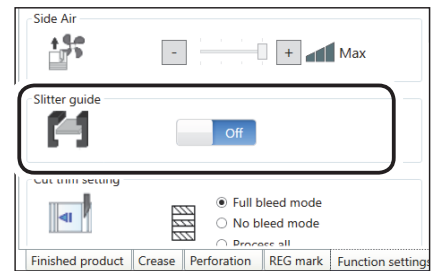 Side Air
- + Max
Slitter guide
Off
Cut trim setting
Full bleed mode
No bleed mode
Process all
Finished product Crease Perforation REG mark Function settings